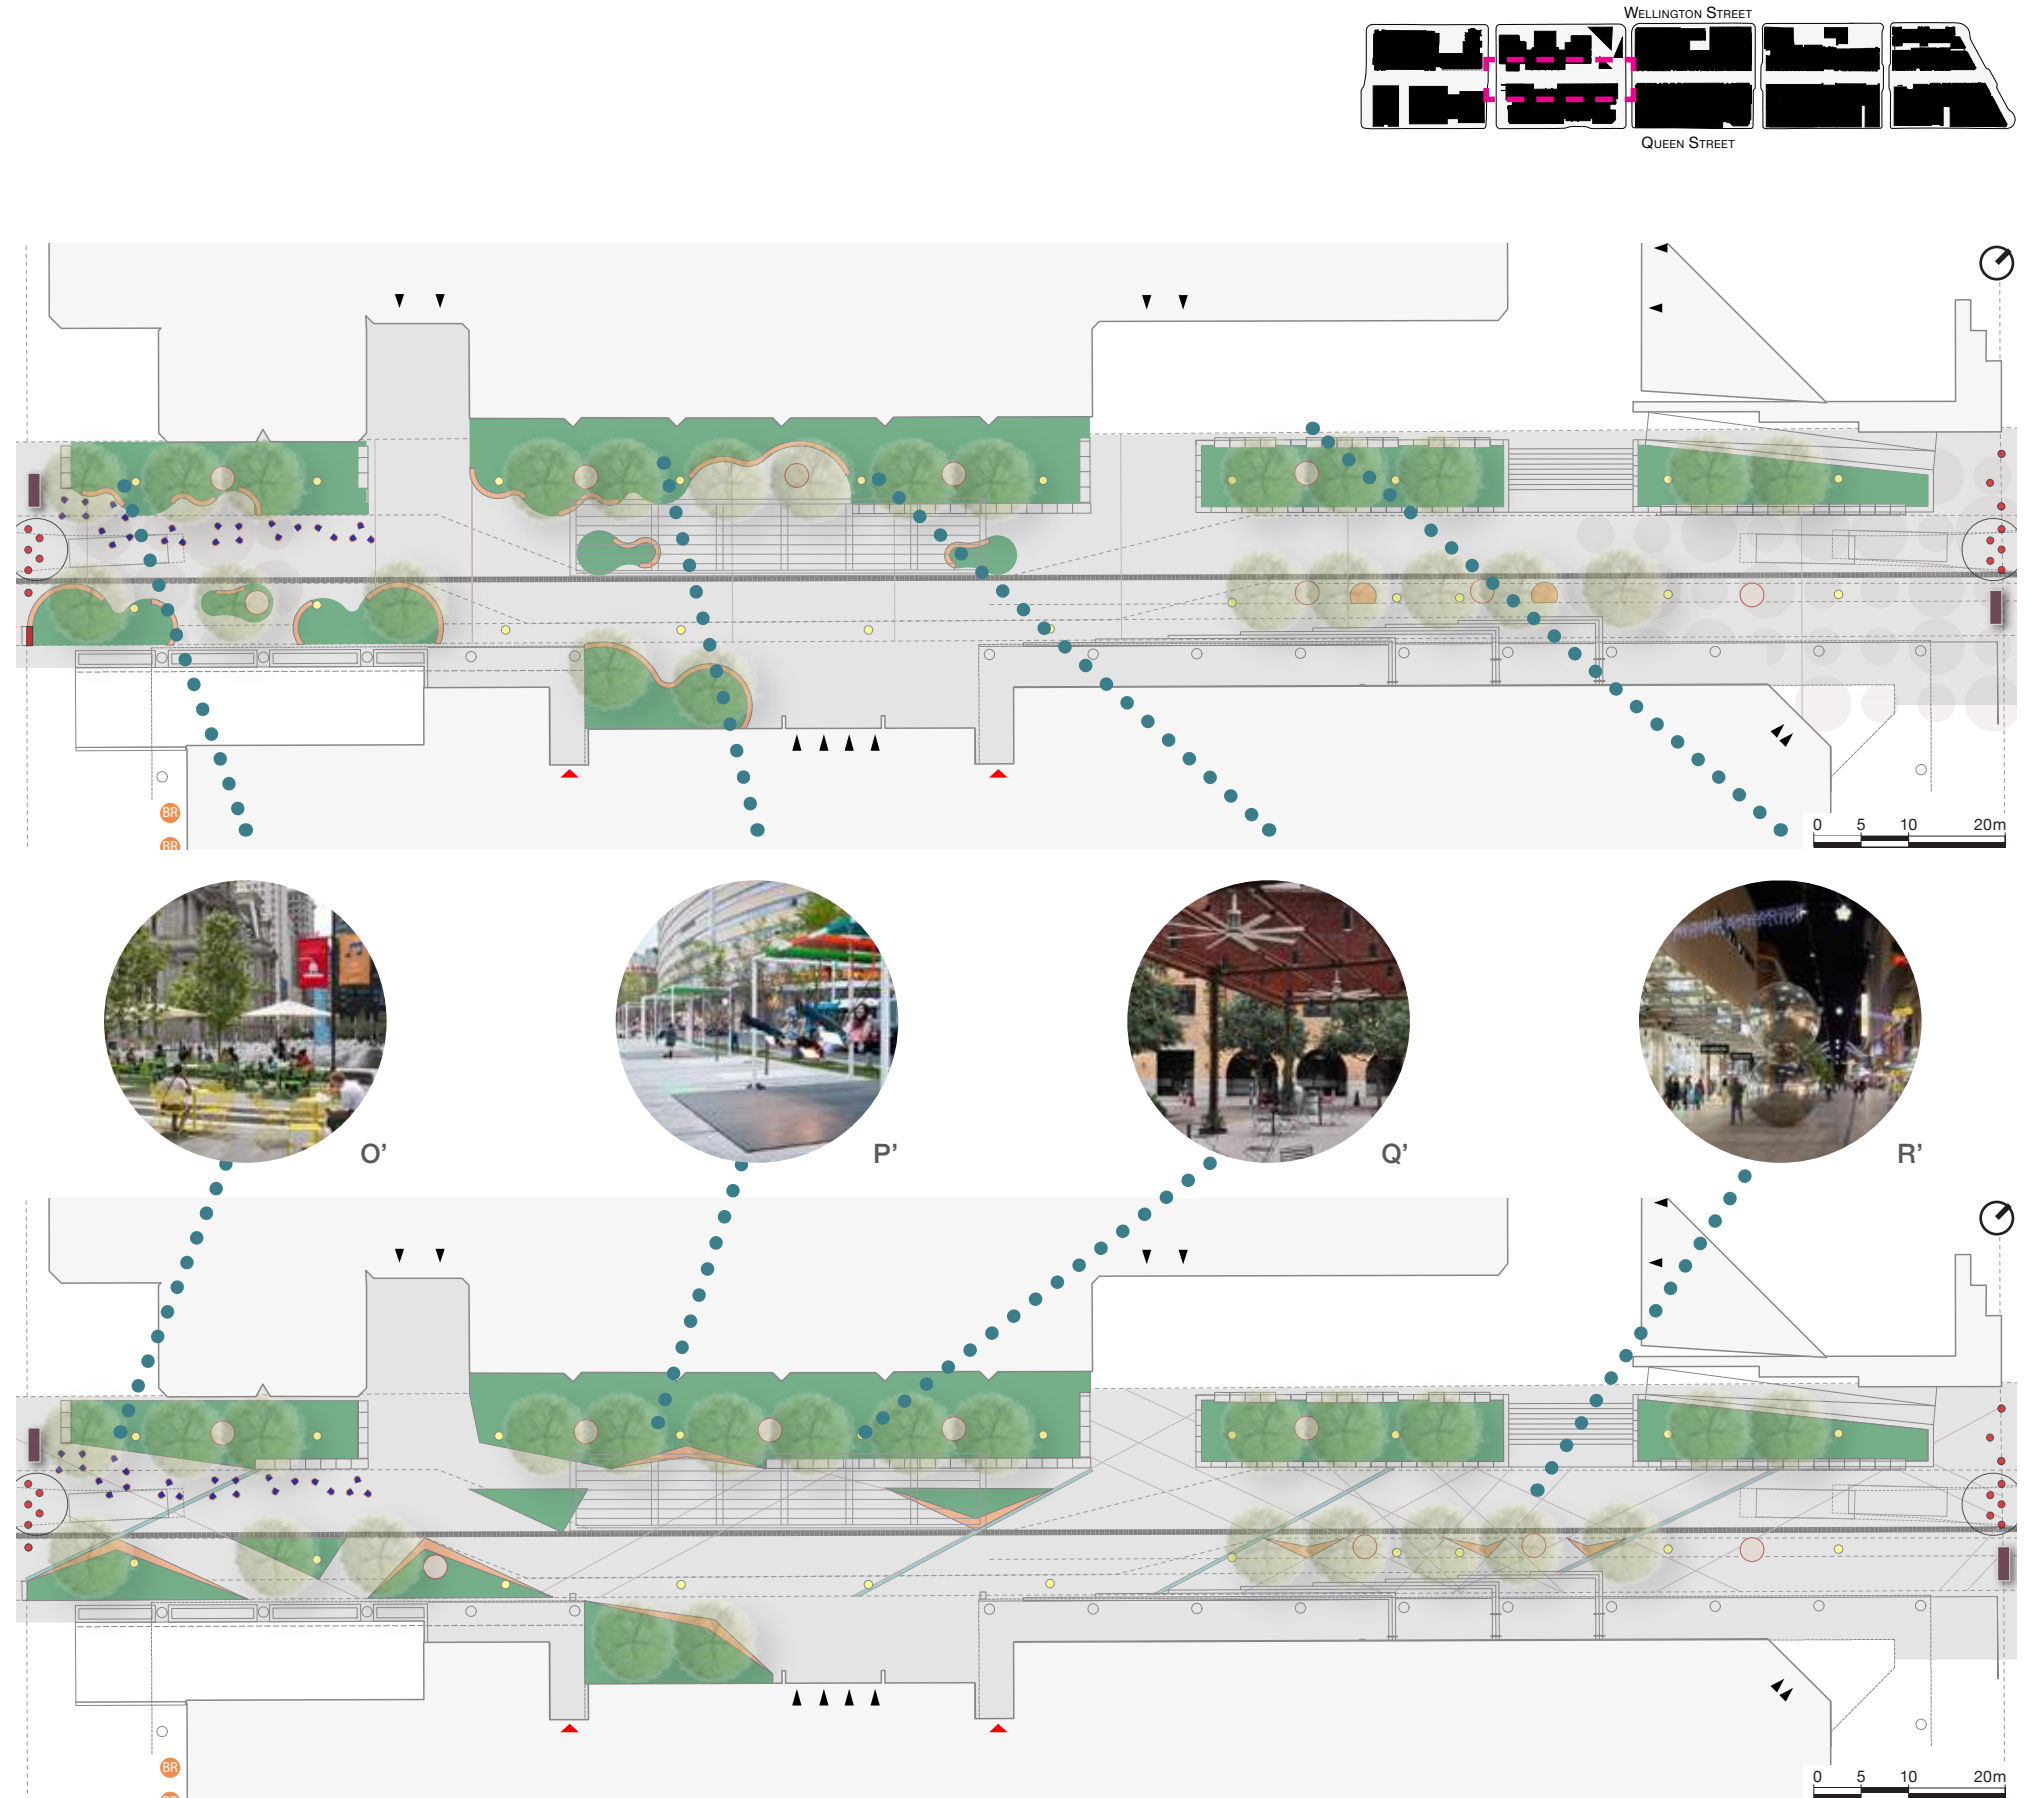 WELLINGTON STREET
QUEEN STREET
BR
BR
0 5 10 20m
O’
P’
Q’
R’
BR
0 5 10 20m